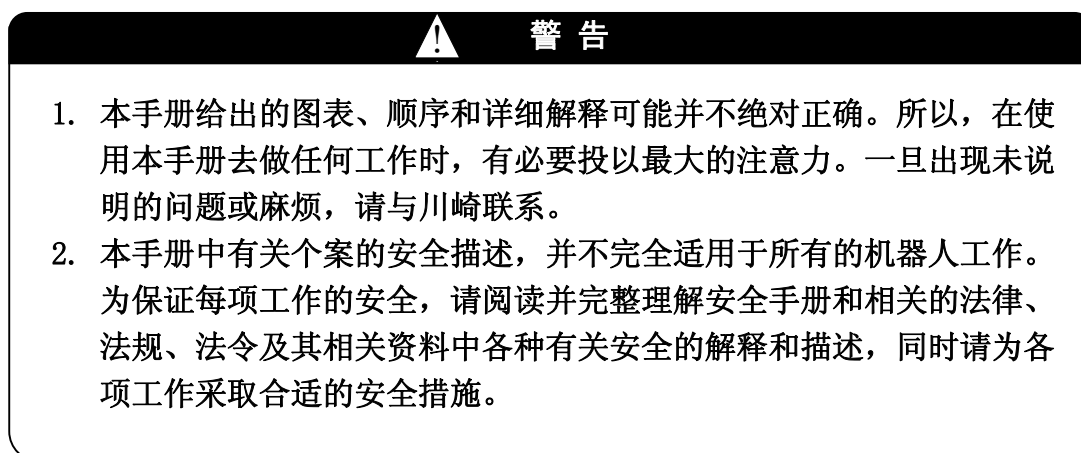 警 告
1. 本手册给出的图表、顺序和详细解释可能并不绝对正确。所以，在使
用本手册去做任何工作时，有必要投以最大的注意力。一旦出现未说
明的问题或麻烦，请与川崎联系。
2. 本手册中有关个案的安全描述，并不完全适用于所有的机器人工作。
为保证每项工作的安全，请阅读并完整理解安全手册和相关的法律、
法规、法令及其相关资料中各种有关安全的解释和描述，同时请为各
项工作采取合适的安全措施。